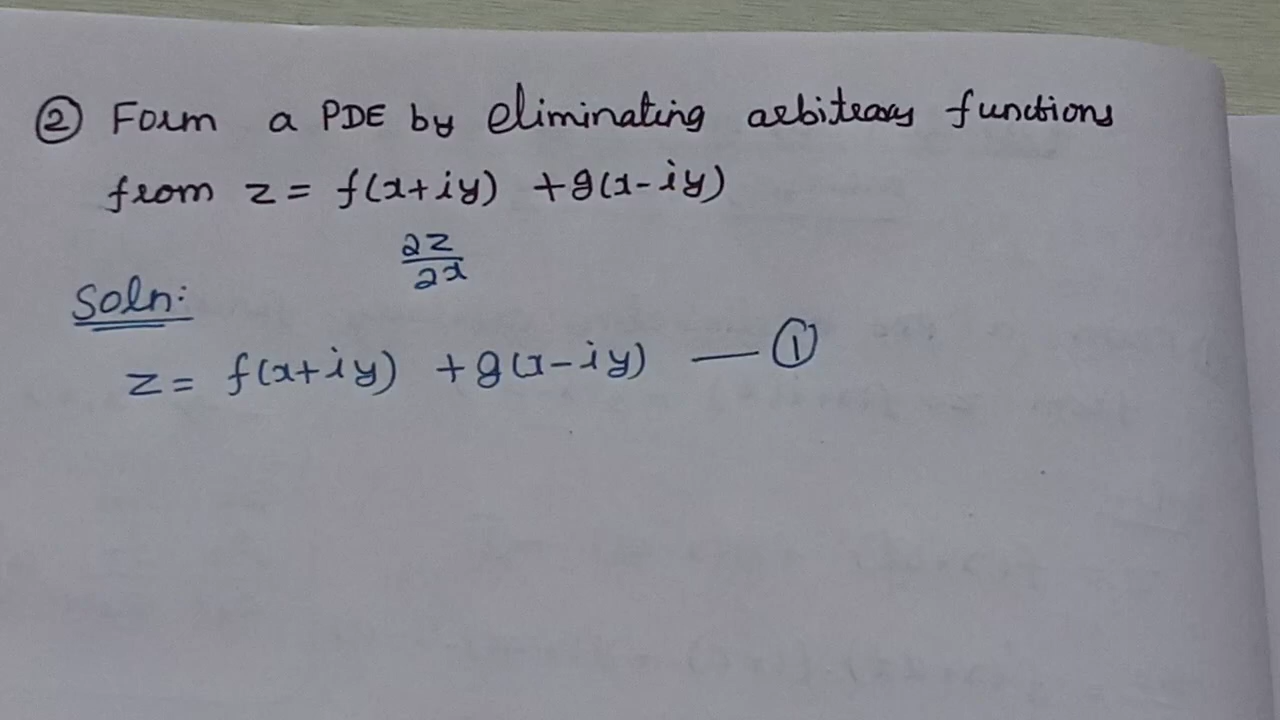 ② Form a PDE by eliminating arbitrary functions
from z = f(x+iy) + g(x-iy)
∂z/∂x
Soln:
z = f(x+iy) + g(x-iy) — ①